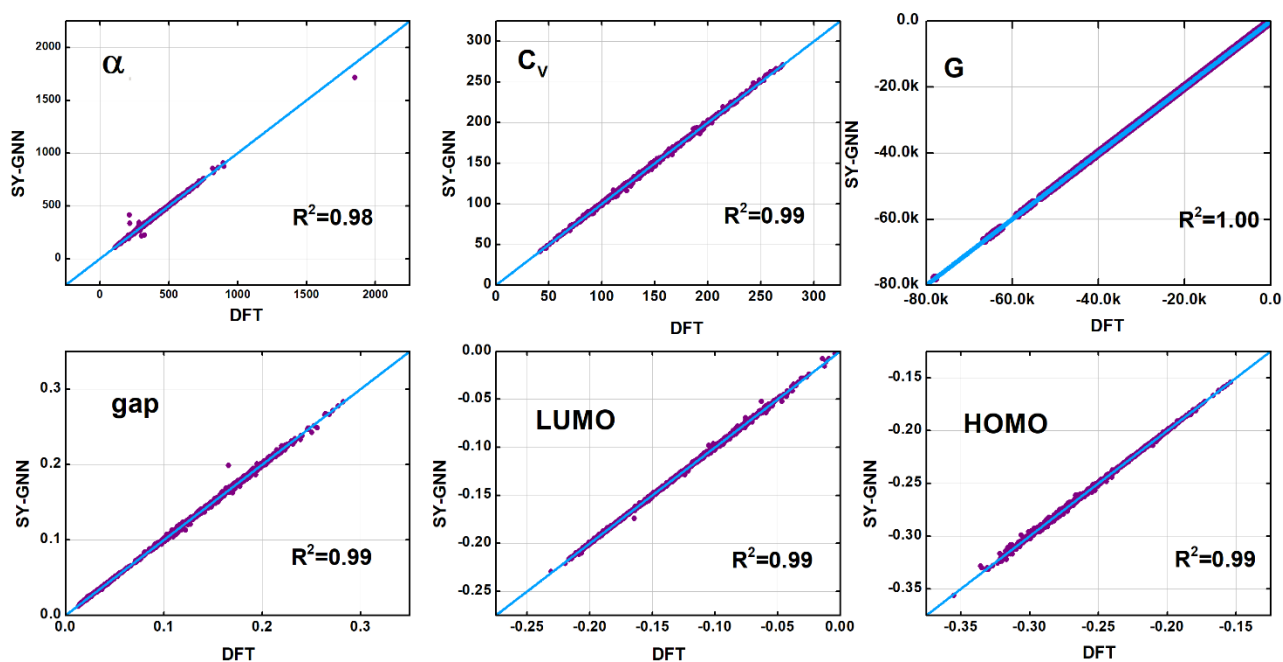 α
SY-GNN
2000
1500
1000
500
0
0
500
1000
1500
2000
DFT
R²=0.98
C_V
SY-GNN
300
250
200
150
100
50
0
0
50
100
150
200
250
300
DFT
R²=0.99
G
SY-GNN
0.0
-20.0k
-40.0k
-60.0k
-80.0k
-80.0k
-60.0k
-40.0k
-20.0k
0.0
DFT
R²=1.00
gap
SY-GNN
0.3
0.2
0.1
0.0
0.0
0.1
0.2
0.3
DFT
R²=0.99
LUMO
SY-GNN
0.00
-0.05
-0.10
-0.15
-0.20
-0.25
-0.25
-0.20
-0.15
-0.10
-0.05
0.00
DFT
R²=0.99
HOMO
SY-GNN
-0.15
-0.20
-0.25
-0.30
-0.35
-0.35
-0.30
-0.25
-0.20
-0.15
DFT
R²=0.99